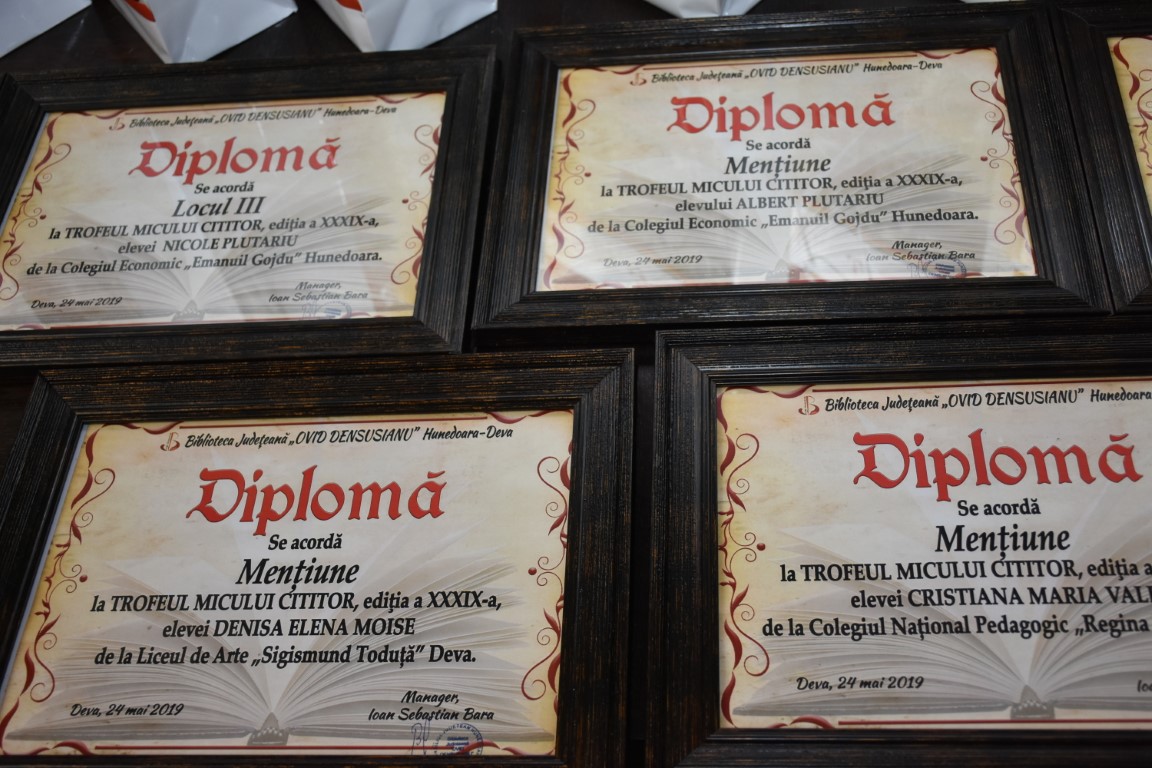 Biblioteca Județeană „OVID DENSUSIANU” Hunedoara-Deva
Diplomă
Se acordă
Locul III
la TROFEUL MICULUI CITITOR, ediția a XXXIX-a,
elevei NICOLE PLUTARIU
de la Colegiul Economic „Emanuil Gojdu” Hunedoara.
Manager,
Deva, 24 mai 2019 Ioan Sebastian Bara
Biblioteca Județeană „OVID DENSUSIANU” Hunedoara-Deva
Diplomă
Se acordă
Mențiune
la TROFEUL MICULUI CITITOR, ediția a XXXIX-a,
elevului ALBERT PLUTARIU
de la Colegiul Economic „Emanuil Gojdu” Hunedoara.
Manager,
Deva, 24 mai 2019 Ioan Sebastian Bara
Biblioteca Județeană „OVID DENSUSIANU” Hunedoara-Deva
Diplomă
Se acordă
Mențiune
la TROFEUL MICULUI CITITOR, ediția a XXXIX-a,
elevei DENISA ELENA MOISE
de la Liceul de Arte „Sigismund Toduță” Deva.
Manager,
Deva, 24 mai 2019 Ioan Sebastian Bara
Biblioteca Județeană „OVID DENSUSIANU” Hunedoara
Diplomă
Se acordă
Mențiune
la TROFEUL MICULUI CITITOR, ediția a
elevei CRISTIANA MARIA
de la Colegiul Național Pedagogic „Regina
Deva, 24 mai 2019